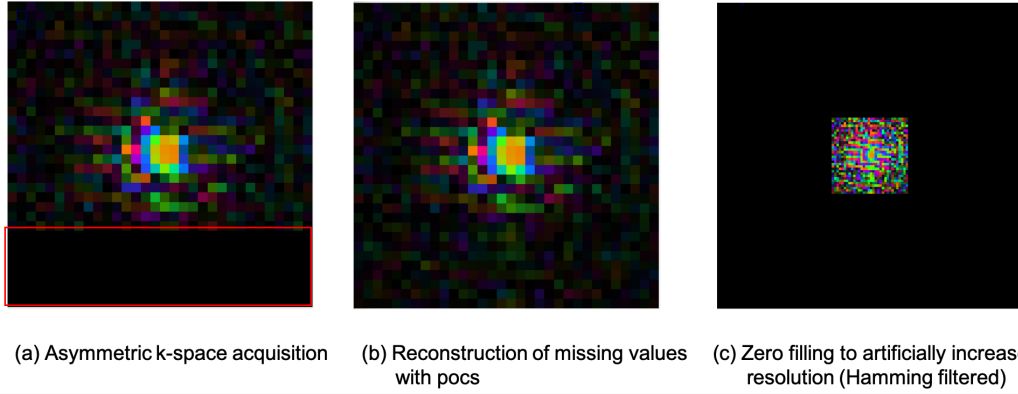 (a) Asymmetric k-space acquisition
(b) Reconstruction of missing values
with pocs
(c) Zero filling to artificially increas
resolution (Hamming filtered)